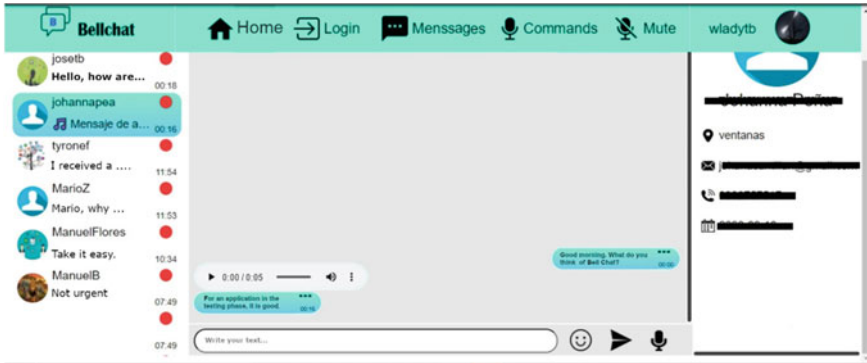 B
Bellchat
Home
Login
Menssages
Commands
Mute
wladytb
josetb
Hello, how are...
00:18
johannapea
Mensaje de a...
00:16
tyronef
I received a ....
11:54
MarioZ
Mario, why ...
11:53
ManuelFlores
Take it easy.
10:34
ManuelB
Not urgent
07:49
07:49
Good morning. What do you
think of Bell Chat?
0:00 / 0:05
For an application in the
testing phase, it is good
00:16
Write your text...
ventanas